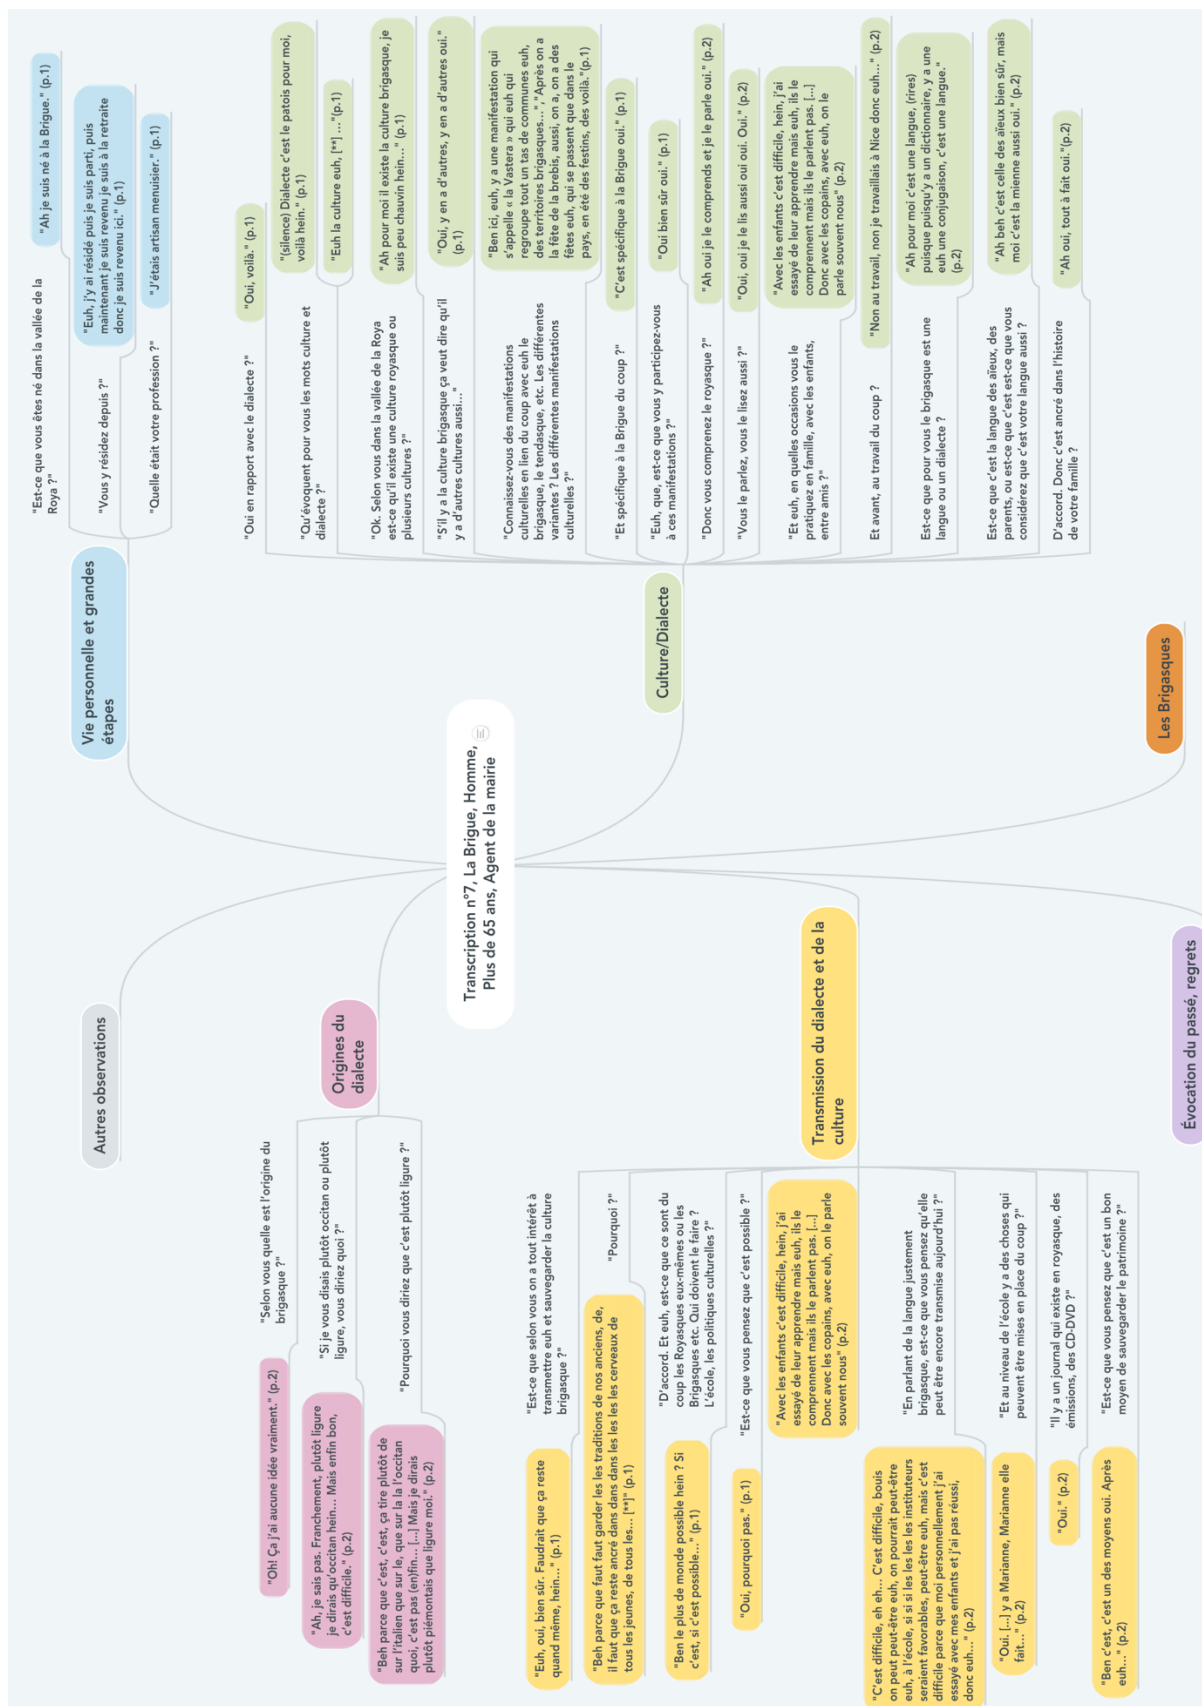 Transcription n°7, La Brigue, Homme,
Plus de 65 ans, Agent de la mairie
Vie personnelle et grandes
étapes
"Est-ce que vous êtes né dans la vallée de la
Roya ?"
"Ah je suis né à la Brigue." (p.1)
"Vous y résidez depuis ?"
"Euh, j'y ai résidé puis je suis parti, puis
maintenant je suis revenu je suis à la retraite
donc je suis revenu ici." (p.1)
"Quelle était votre profession ?"
"J'étais artisan menuisier." (p.1)
Culture/Dialecte
"Oui en rapport avec le dialecte ?"
"Oui, voilà." (p.1)
"Qu'évoquent pour vous les mots culture et
dialecte ?"
"(silence) Dialecte c'est le patois pour moi,
voilà hein." (p.1)
"Euh la culture euh, [**] ... "(p.1)
"Ok. Selon vous dans la vallée de la Roya
est-ce qu'il existe une culture royasque ou
plusieurs cultures ?"
"Ah pour moi il existe la culture brigasque, je
suis peu chauvin hein..." (p.1)
"S'il y a la culture brigasque ça veut dire qu'il
y a d'autres cultures aussi..."
"Oui, y en a d'autres, y en a d'autres oui."
(p.1)
"Connaissez-vous des manifestations
culturelles en lien du coup avec euh le
brigasque, le tendasque, etc. Les différentes
variantes ? Les différentes manifestations
culturelles ?"
"Ben ici, euh, y a une manifestation qui
s'appelle « la Vastera » qui euh qui
regroupe tout un tas de communes euh,
des territoires brigasques...","Après on a
la fête de la brebis, aussi, on a, on a des
fêtes euh, qui se passent que dans le
pays, en été des festins, des voilà."(p.1)
"Et spécifique à la Brigue du coup ?"
"C'est spécifique à la Brigue oui." (p.1)
"Euh, que, est-ce que vous y participez-vous
à ces manifestations ?"
"Oui bien sûr oui." (p.1)
"Donc vous comprenez le royasque ?"
"Ah oui je le comprends et je le parle oui." (p.2)
"Vous le parlez, vous le lisez aussi ?"
"Oui, oui je le lis aussi oui oui. Oui." (p.2)
"Et euh, en quelles occasions vous le
pratiquez en famille, avec les enfants,
entre amis ?"
"Avec les enfants c'est difficile, hein, j'ai
essayé de leur apprendre mais euh, ils le
comprennent mais ils le parlent pas. [...]
Donc avec les copains, avec euh, on le
parle souvent nous" (p.2)
Et avant, au travail du coup ?
"Non au travail, non je travaillais à Nice donc euh..." (p.2)
Est-ce que pour vous le brigasque est une
langue ou un dialecte ?
"Ah pour moi c'est une langue, (rires)
puisque puisqu'y a un dictionnaire, y a une
euh une conjugaison, c'est une langue."
(p.2)
Est-ce que c'est la langue des aïeux, des
parents, ou est-ce que c'est est-ce que vous
considérez que c'est votre langue aussi ?
"Ah beh c'est celle des aïeux bien sûr, mais
moi c'est la mienne aussi oui." (p.2)
D'accord. Donc c'est ancré dans l'histoire
de votre famille ?
"Ah oui, tout à fait oui."(p.2)
Les Brigasques
Autres observations
Origines du
dialecte
"Selon vous quelle est l'origine du
brigasque ?"
"Oh! Ça j'ai aucune idée vraiment." (p.2)
"Si je vous disais plutôt occitan ou plutôt
ligure, vous diriez quoi ?"
"Ah, je sais pas. Franchement, plutôt ligure
je dirais qu'occitan hein... Mais enfin bon,
c'est difficile." (p.2)
"Pourquoi vous diriez que c'est plutôt ligure ?"
"Beh parce que c'est, c'est, ça tire plutôt de
sur l'italien que sur le, que sur la la l'occitan
quoi, c'est pas (en)fin... [...] Mais je dirais
plutôt piémontais que ligure moi." (p.2)
Transmission du dialecte et de la
culture
"Est-ce que selon vous on a tout intérêt à
transmettre euh et sauvegarder la culture
brigasque ?"
"Euh, oui, bien sûr. Faudrait que ça reste
quand même, hein..." (p.1)
"Pourquoi ?"
"Beh parce que faut faut garder les traditions de nos anciens, de,
il faut que ça reste ancré dans dans les les les cerveaux de
tous les jeunes, de tous les... [**]" (p.1)
"D'accord. Et euh, est-ce que ce sont du
coup les Royasques eux-mêmes ou les
Brigasques etc. Qui doivent le faire ?
L'école, les politiques culturelles ?"
"Ben le plus de monde possible hein ? Si
c'est, si c'est possible..." (p.1)
"Est-ce que vous pensez que c'est possible ?"
"Oui, pourquoi pas." (p.1)
"Avec les enfants c'est difficile, hein, j'ai
essayé de leur apprendre mais euh, ils le
comprennent mais ils le parlent pas. [...]
Donc avec les copains, avec euh, on le parle
souvent nous" (p.2)
"En parlant de la langue justement
brigasque, est-ce que vous pensez qu'elle
peut être encore transmise aujourd'hui ?"
"C'est difficile, eh eh... C'est difficile, bouis
on peut peut-être euh, on pourrait peut-être
euh, à l'école, si si les les les instituteurs
seraient favorables, peut-être euh, mais c'est
difficile parce que moi personnellement j'ai
essayé avec mes enfants et j'ai pas réussi,
donc euh..." (p.2)
"Et au niveau de l'école y a des choses qui
peuvent être mises en place du coup ?"
"Oui. [...] y a Marianne, Marianne elle
fait..." (p.2)
"Il y a un journal qui existe en royasque, des
émissions, des CD-DVD ?"
"Oui." (p.2)
"Est-ce que vous pensez que c'est un bon
moyen de sauvegarder le patrimoine ?"
"Ben c'est, c'est un des moyens oui. Après
euh..." (p.2)
Évocation du passé, regrets